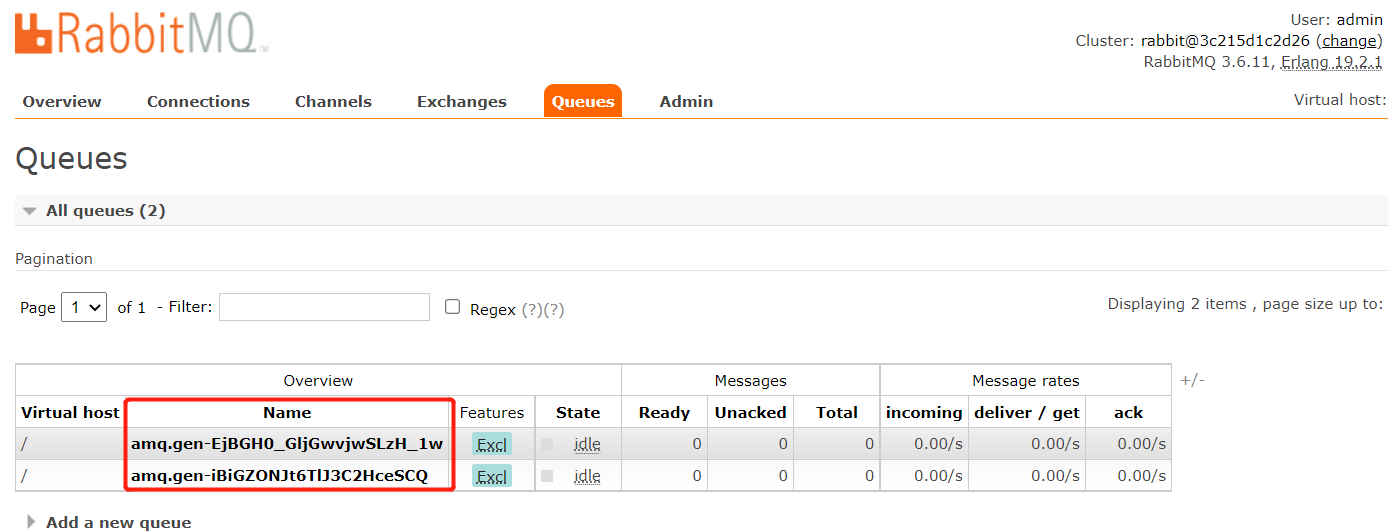 RabbitMQ TM
User: admin
Cluster: rabbit@3c215d1c2d26 (change)
RabbitMQ 3.6.11, Erlang 19.2.1
Overview Connections Channels Exchanges Queues Admin Virtual host:
Queues
All queues (2)
Pagination
Page 1 of 1 - Filter: Regex (?)(?) Displaying 2 items , page size up to:
Overview Messages Message rates +/-
Virtual host Name Features State Ready Unacked Total incoming deliver / get ack
/ amq.gen-EjBGH0_GljGwvjwSLzH_1w Excl idle 0 0 0 0.00/s 0.00/s 0.00/s
/ amq.gen-iBiGZONJt6TlJ3C2HceSCQ Excl idle 0 0 0 0.00/s 0.00/s 0.00/s
Add a new queue